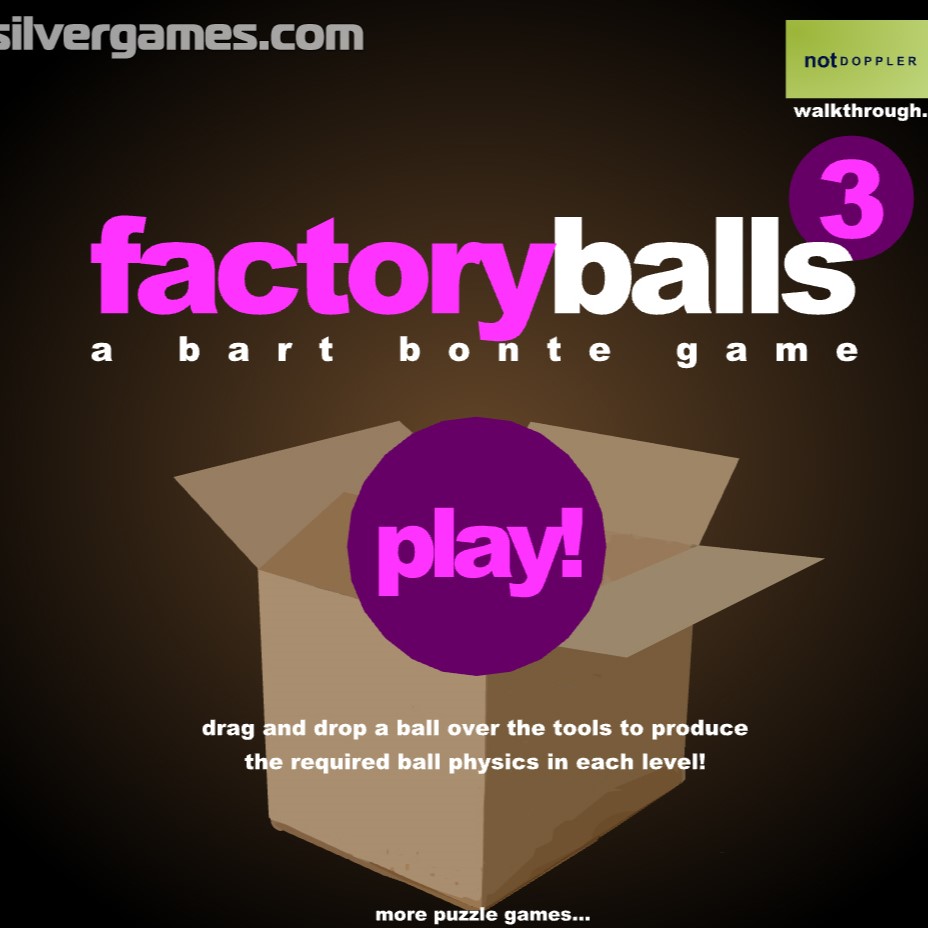 silvergames.com
notDOPPLER
walkthrough.
3
factoryballs
a bart bonte game
play!
drag and drop a ball over the tools to produce
the required ball physics in each level!
more puzzle games...